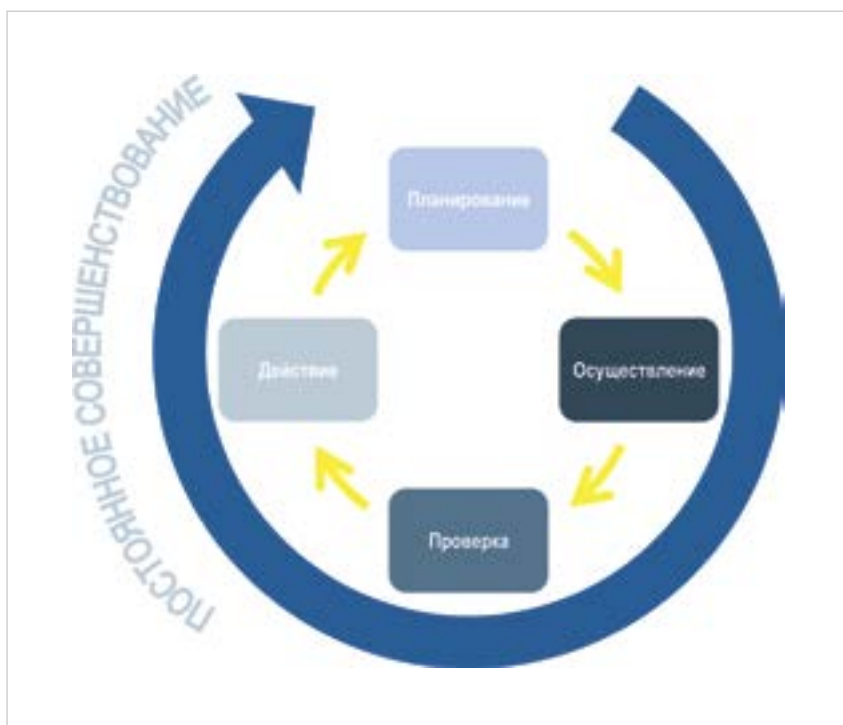 ПОСТОЯННОЕ СОВЕРШЕНСТВОВАНИЕ
Планирование
Действие
Осуществление
Проверка